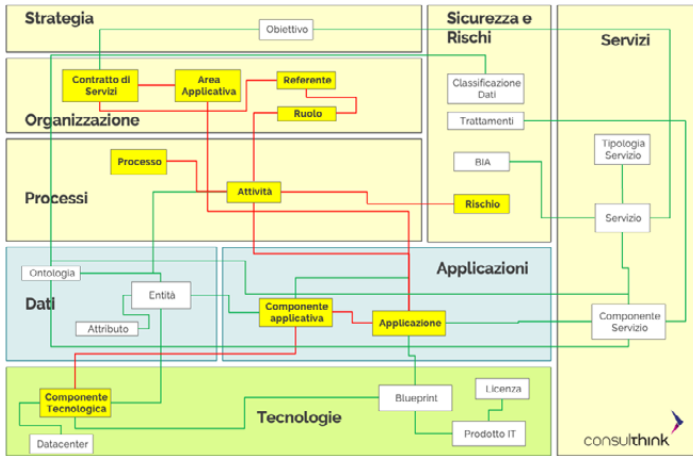 Strategia
Obiettivo
Sicurezza e
Rischi
Servizi
Contratto di
Servizi
Area
Applicativa
Referente
Ruolo
Organizzazione
Classificazione
Dati
Trattamenti
BIA
Rischio
Tipologia
Servizio
Servizio
Processo
Attività
Processi
Ontologia
Entità
Attributo
Dati
Applicazioni
Componente
applicativa
Applicazione
Componente
Servizio
Componente
Tecnologica
Datacenter
Tecnologie
Blueprint
Licenza
Prodotto IT
consulthink